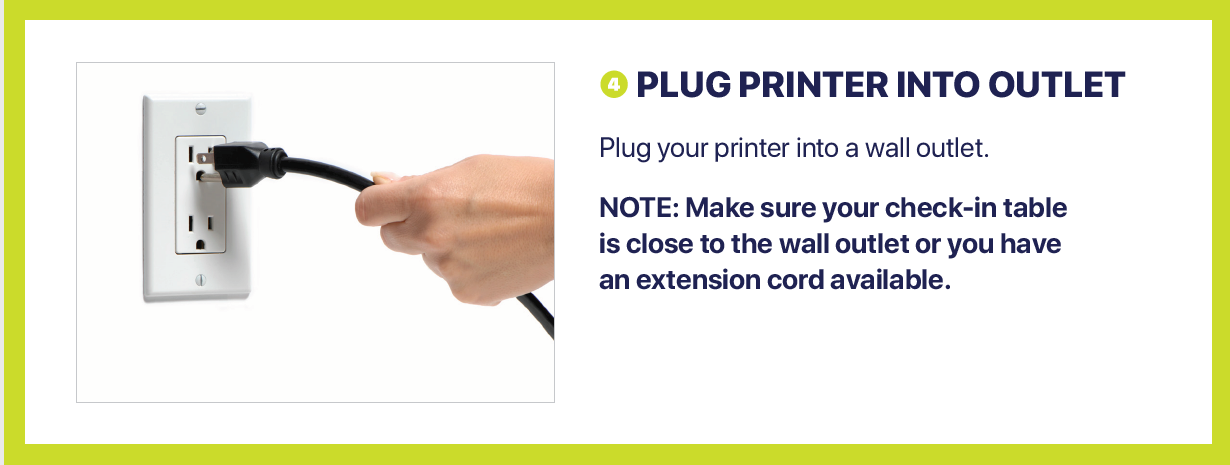 4 PLUG PRINTER INTO OUTLET
Plug your printer into a wall outlet.
NOTE: Make sure your check-in table
is close to the wall outlet or you have
an extension cord available.